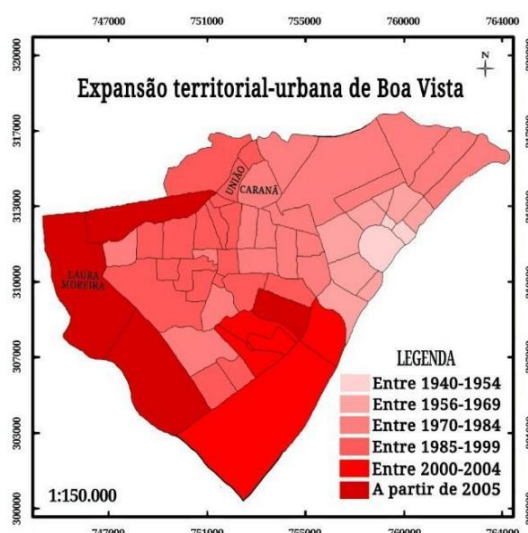 747000 751000 755000 760000 764000
320000
N
Expansão territorial-urbana de Boa Vista
317000
UNIÃO
CARANÃ
313000
LAURA
MOREIRA
310000
307000
LEGENDA
Entre 1940-1954
Entre 1956-1969
Entre 1970-1984
303000
Entre 1985-1999
Entre 2000-2004
A partir de 2005
1:150.000
300000
747000 751000 755000 760000 764000